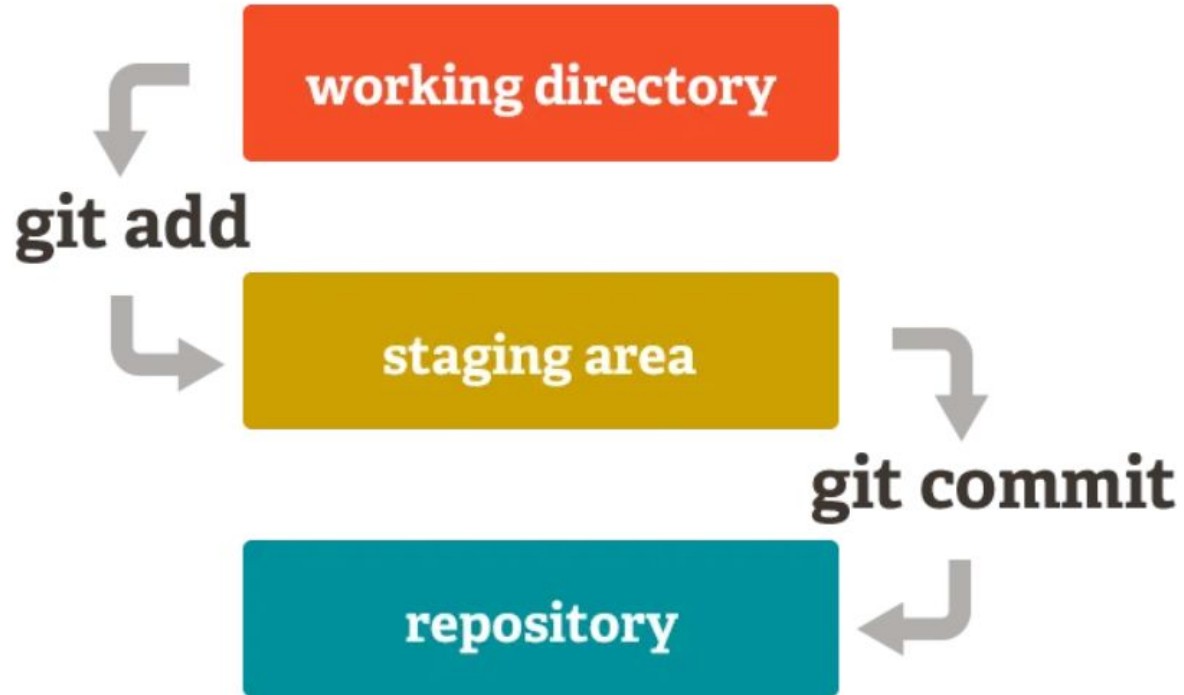 working directory
git add
staging area
git commit
repository